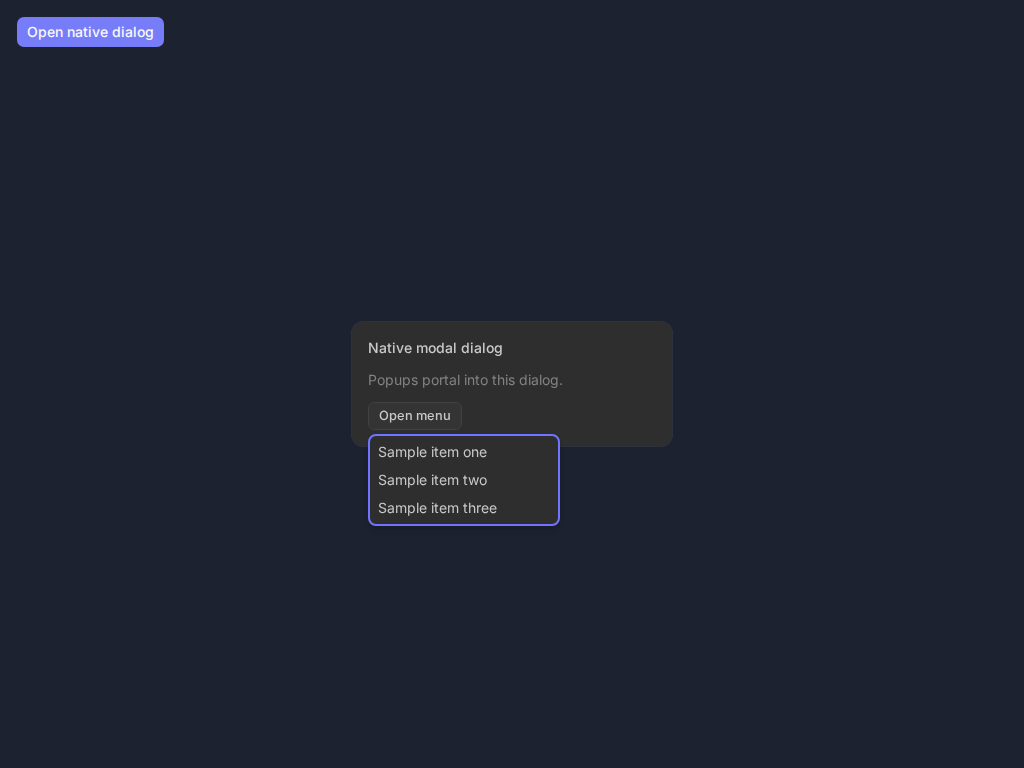 Open native dialog
Native modal dialog
Popups portal into this dialog.
Open menu
Sample item one
Sample item two
Sample item three